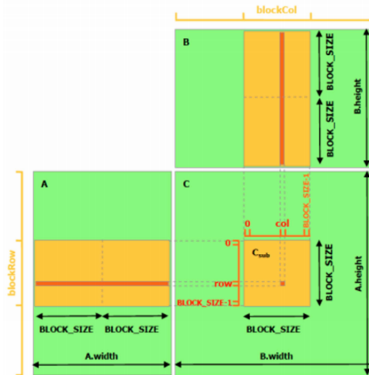 blockCol
B
BLOCK_SIZE
BLOCK_SIZE
B.height
A
C
BLOCK_SIZE-1
0 col
blockRow
0
Csub
row
BLOCK_SIZE-1
BLOCK_SIZE
A.height
BLOCK_SIZE BLOCK_SIZE
BLOCK_SIZE
A.width
B.width